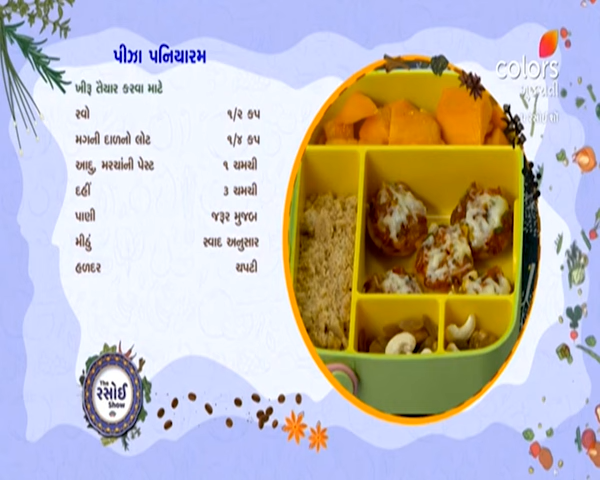 પીઝા પનિયારમ
ખીરૂ તૈયાર કરવા માટે
રવો ૧/૨ કપ
મગની દાળનો લોટ ૧/૪ કપ
આદુ, મરચાંની પેસ્ટ ૧ ચમચી
દહીં ૩ ચમચી
પાણી જરૂર મુજબ
મીઠું સ્વાદ અનુસાર
હળદર ચપટી
colors
ગુજરાતી
The
રસોઈ
Show